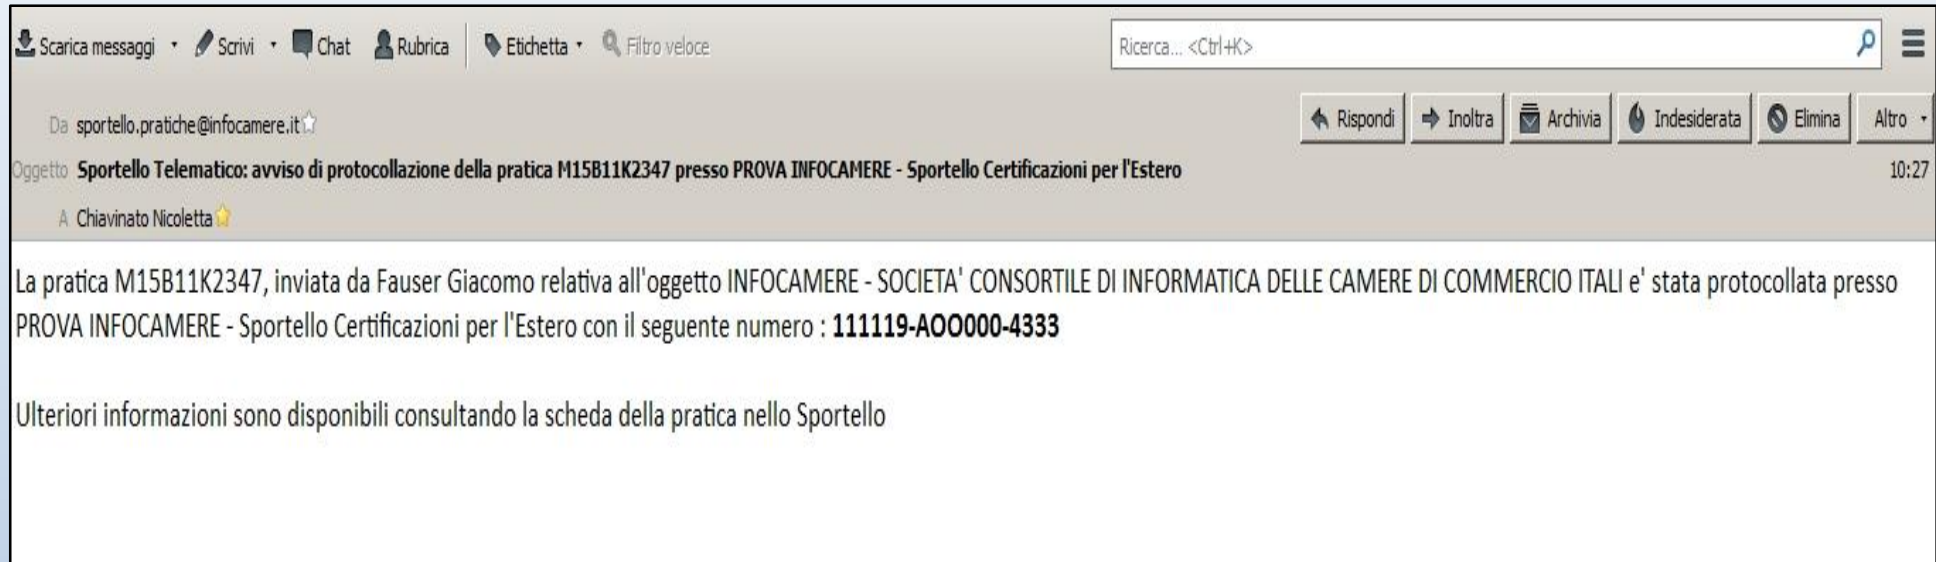 Scarica messaggi Scrivi Chat Rubrica Etichetta Filtro veloce Ricerca... <Ctrl+K>
Da sportello.pratiche@infocamere.it Rispondi Inoltra Archivia Indesiderata Elimina Altro
Oggetto Sportello Telematico: avviso di protocollazione della pratica M15B11K2347 presso PROVA INFOCAMERE - Sportello Certificazioni per l'Estero 10:27
A Chiavinato Nicoletta
La pratica M15B11K2347, inviata da Fauser Giacomo relativa all'oggetto INFOCAMERE - SOCIETA' CONSORTILE DI INFORMATICA DELLE CAMERE DI COMMERCIO ITALI e' stata protocollata presso
PROVA INFOCAMERE - Sportello Certificazioni per l'Estero con il seguente numero : 111119-AOO000-4333
Ulteriori informazioni sono disponibili consultando la scheda della pratica nello Sportello